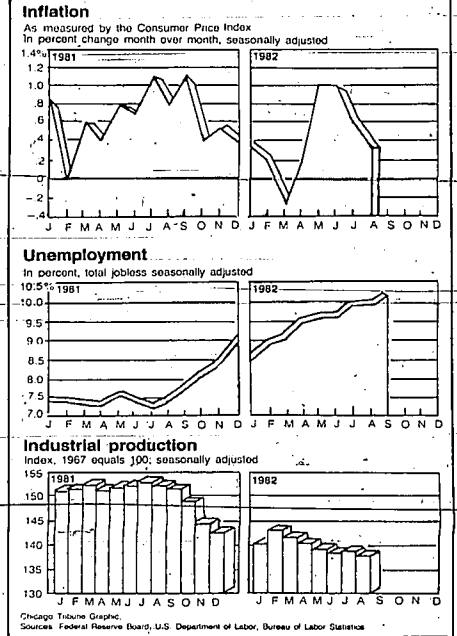 Inflation
As measured by the Consumer Price Index
In percent change month over month, seasonally adjusted
1.4% 1981 1982
1.2
1.0
.8
.6
.4
.2
0
-.2
-.4
J F M A M J J A S O N D J F M A M J J A S O N D
Unemployment
In percent, total jobless seasonally adjusted
10.5% 1981 1982
10.0
9.5
9.0
8.5
8.0
7.5
7.0
J F M A M J J A S O N D J F M A M J J A S O N D
Industrial production
Index, 1967 equals 100; seasonally adjusted
155 1981 1982
150
145
140
135
130
J F M A M J J A S O N D J F M A M J J A S O N D
Chicago Tribune Graphic,
Sources: Federal Reserve Board, U.S. Department of Labor, Bureau of Labor Statistics